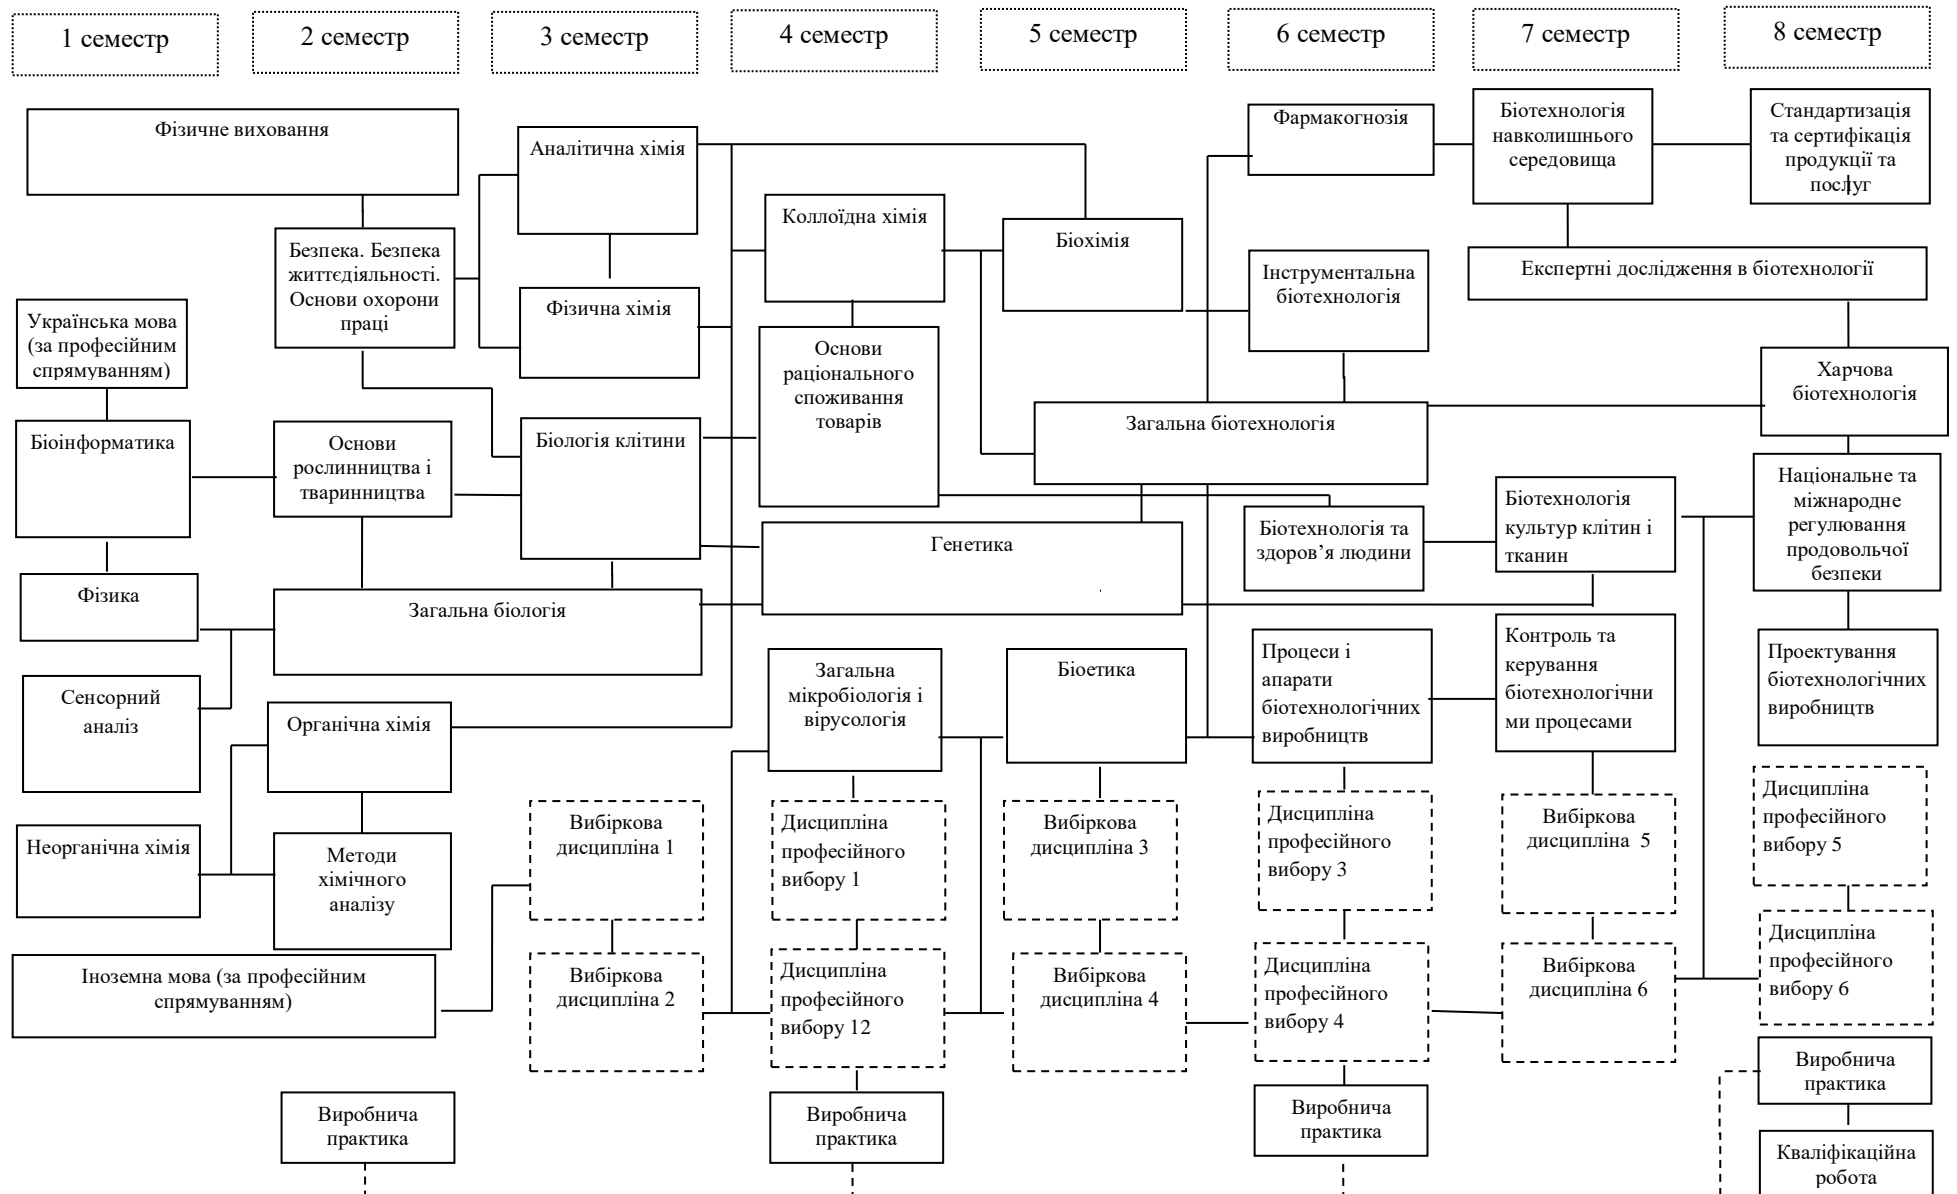 1 семестр
2 семестр
3 семестр
4 семестр
5 семестр
6 семестр
7 семестр
8 семестр
Фізичне виховання
Безпека. Безпека
життєдіяльності.
Основи охорони
праці
Українська мова
(за професійним
спрямуванням)
Біоінформатика
Основи
рослинництва і
тваринництва
Фізика
Загальна біологія
Сенсорний
аналіз
Органічна хімія
Неорганічна хімія
Методи
хімічного
аналізу
Іноземна мова (за професійним
спрямуванням)
Виробнича
практика
Аналітична хімія
Фізична хімія
Біологія клітини
Вибіркова
дисципліна 1
Вибіркова
дисципліна 2
Коллоїдна хімія
Основи
раціонального
споживання
товарів
Генетика
Загальна
мікробіологія і
вірусологія
Дисципліна
професійного
вибору 1
Дисципліна
професійного
вибору 12
Виробнича
практика
Біохімія
Загальна біотехнологія
Біоетика
Вибіркова
дисципліна 3
Вибіркова
дисципліна 4
Фармакогнозія
Інструментальна
біотехнологія
Біотехнологія та
здоров’я людини
Процеси і
апарати
біотехнологічних
виробництв
Дисципліна
професійного
вибору 3
Дисципліна
професійного
вибору 4
Виробнича
практика
Біотехнологія
навколишнього
середовища
Експертні дослідження в біотехнології
Біотехнологія
культур клітин і
тканин
Контроль та
керування
біотехнологічни
ми процесами
Вибіркова
дисципліна 5
Вибіркова
дисципліна 6
Стандартизація
та сертифікація
продукції та
послуг
Харчова
біотехнологія
Національне та
міжнародне
регулювання
продовольчої
безпеки
Проектування
біотехнологічних
виробництв
Дисципліна
професійного
вибору 5
Дисципліна
професійного
вибору 6
Виробнича
практика
Кваліфікаційна
робота